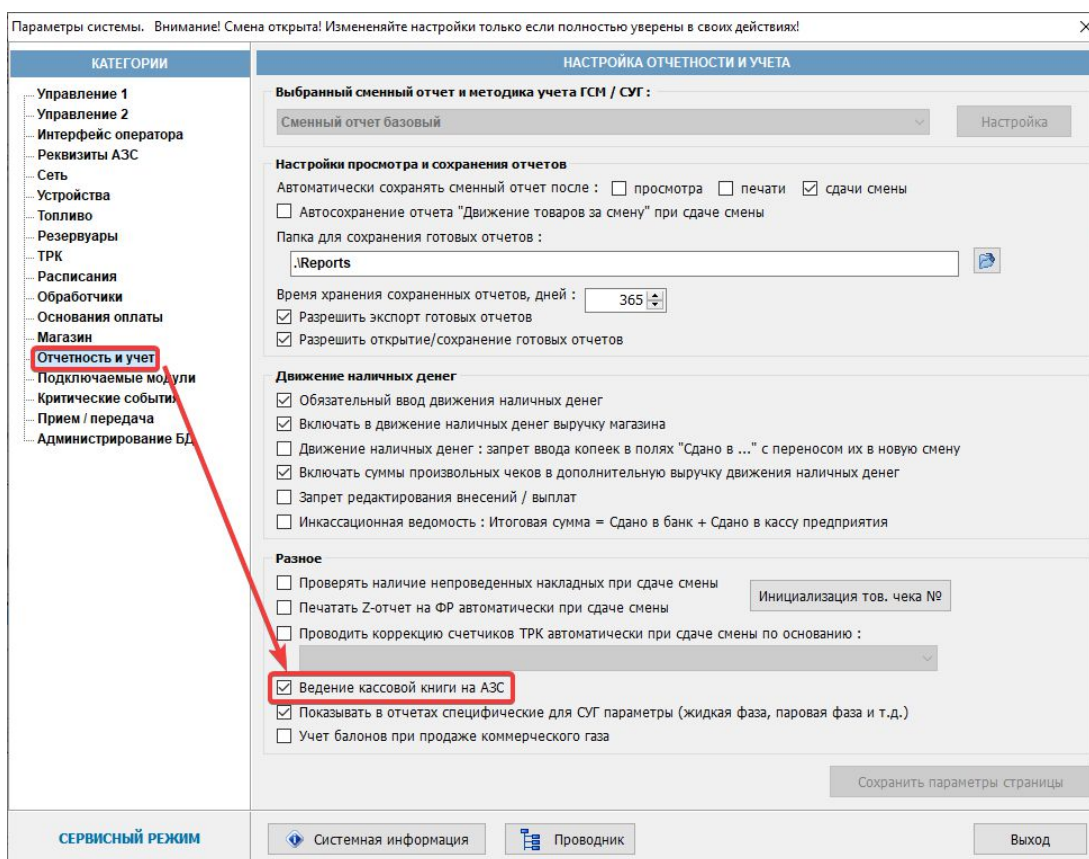 Параметры системы. Внимание! Смена открыта! Измененяйте настройки только если полностью уверены в своих действиях!
КАТЕГОРИИ
Управление 1
Управление 2
Интерфейс оператора
Реквизиты АЗС
Сеть
Устройства
Топливо
Резервуары
ТРК
Расписания
Обработчики
Основания оплаты
Магазин
Отчетность и учет
Подключаемые модули
Критические события
Прием / передача
Администрирование БД
СЕРВИСНЫЙ РЕЖИМ
НАСТРОЙКА ОТЧЕТНОСТИ И УЧЕТА
Выбранный сменный отчет и методика учета ГСМ / СУГ :
Сменный отчет базовый
Настройка
Настройки просмотра и сохранения отчетов
Автоматически сохранять сменный отчет после : просмотра печати сдачи смены
Автосохранение отчета "Движение товаров за смену" при сдаче смены
Папка для сохранения готовых отчетов :
.\Reports
Время хранения сохраненных отчетов, дней : 365
Разрешить экспорт готовых отчетов
Разрешить открытие/сохранение готовых отчетов
Движение наличных денег
Обязательный ввод движения наличных денег
Включать в движение наличных денег выручку магазина
Движение наличных денег : запрет ввода копеек в полях "Сдано в ..." с переносом их в новую смену
Включать суммы произвольных чеков в дополнительную выручку движения наличных денег
Запрет редактирования внесений / выплат
Инкассационная ведомость : Итоговая сумма = Сдано в банк + Сдано в кассу предприятия
Разное
Проверять наличие непроведенных накладных при сдаче смены
Печатать Z-отчет на ФР автоматически при сдаче смены
Инициализация тов. чека №
Проводить коррекцию счетчиков ТРК автоматически при сдаче смены по основанию :
Ведение кассовой книги на АЗС
Показывать в отчетах специфические для СУГ параметры (жидкая фаза, паровая фаза и т.д.)
Учет балонов при продаже коммерческого газа
Сохранить параметры страницы
Системная информация
Проводник
Выход